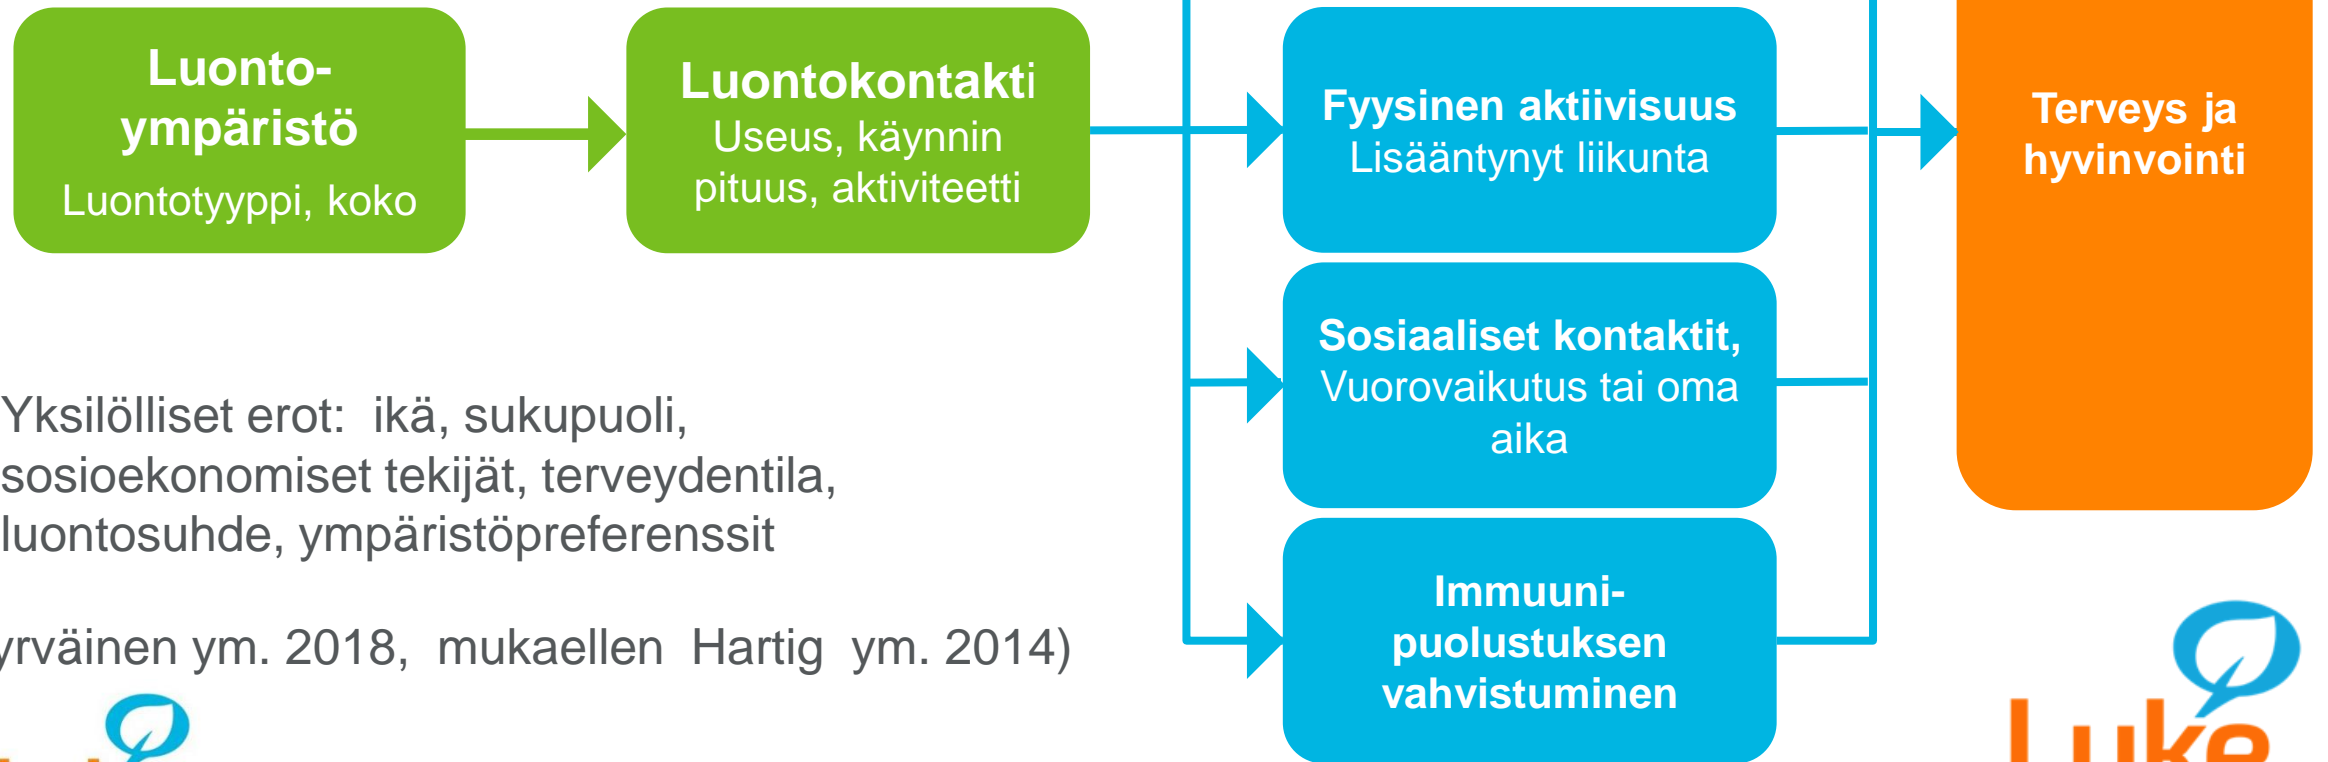 Luonto-
ympäristö
Luontotyyppi, koko
Luontokontakti
Useus, käynnin
pituus, aktiviteetti
Fyysinen aktiivisuus
Lisääntynyt liikunta
Terveys ja
hyvinvointi
Sosiaaliset kontaktit,
Vuorovaikutus tai oma
aika
Immuuni-
puolustuksen
vahvistuminen
Yksilölliset erot: ikä, sukupuoli,
sosioekonomiset tekijät, terveydentila,
luontosuhde, ympäristöpreferenssit
yrväinen ym. 2018, mukaellen Hartig ym. 2014)
Luke